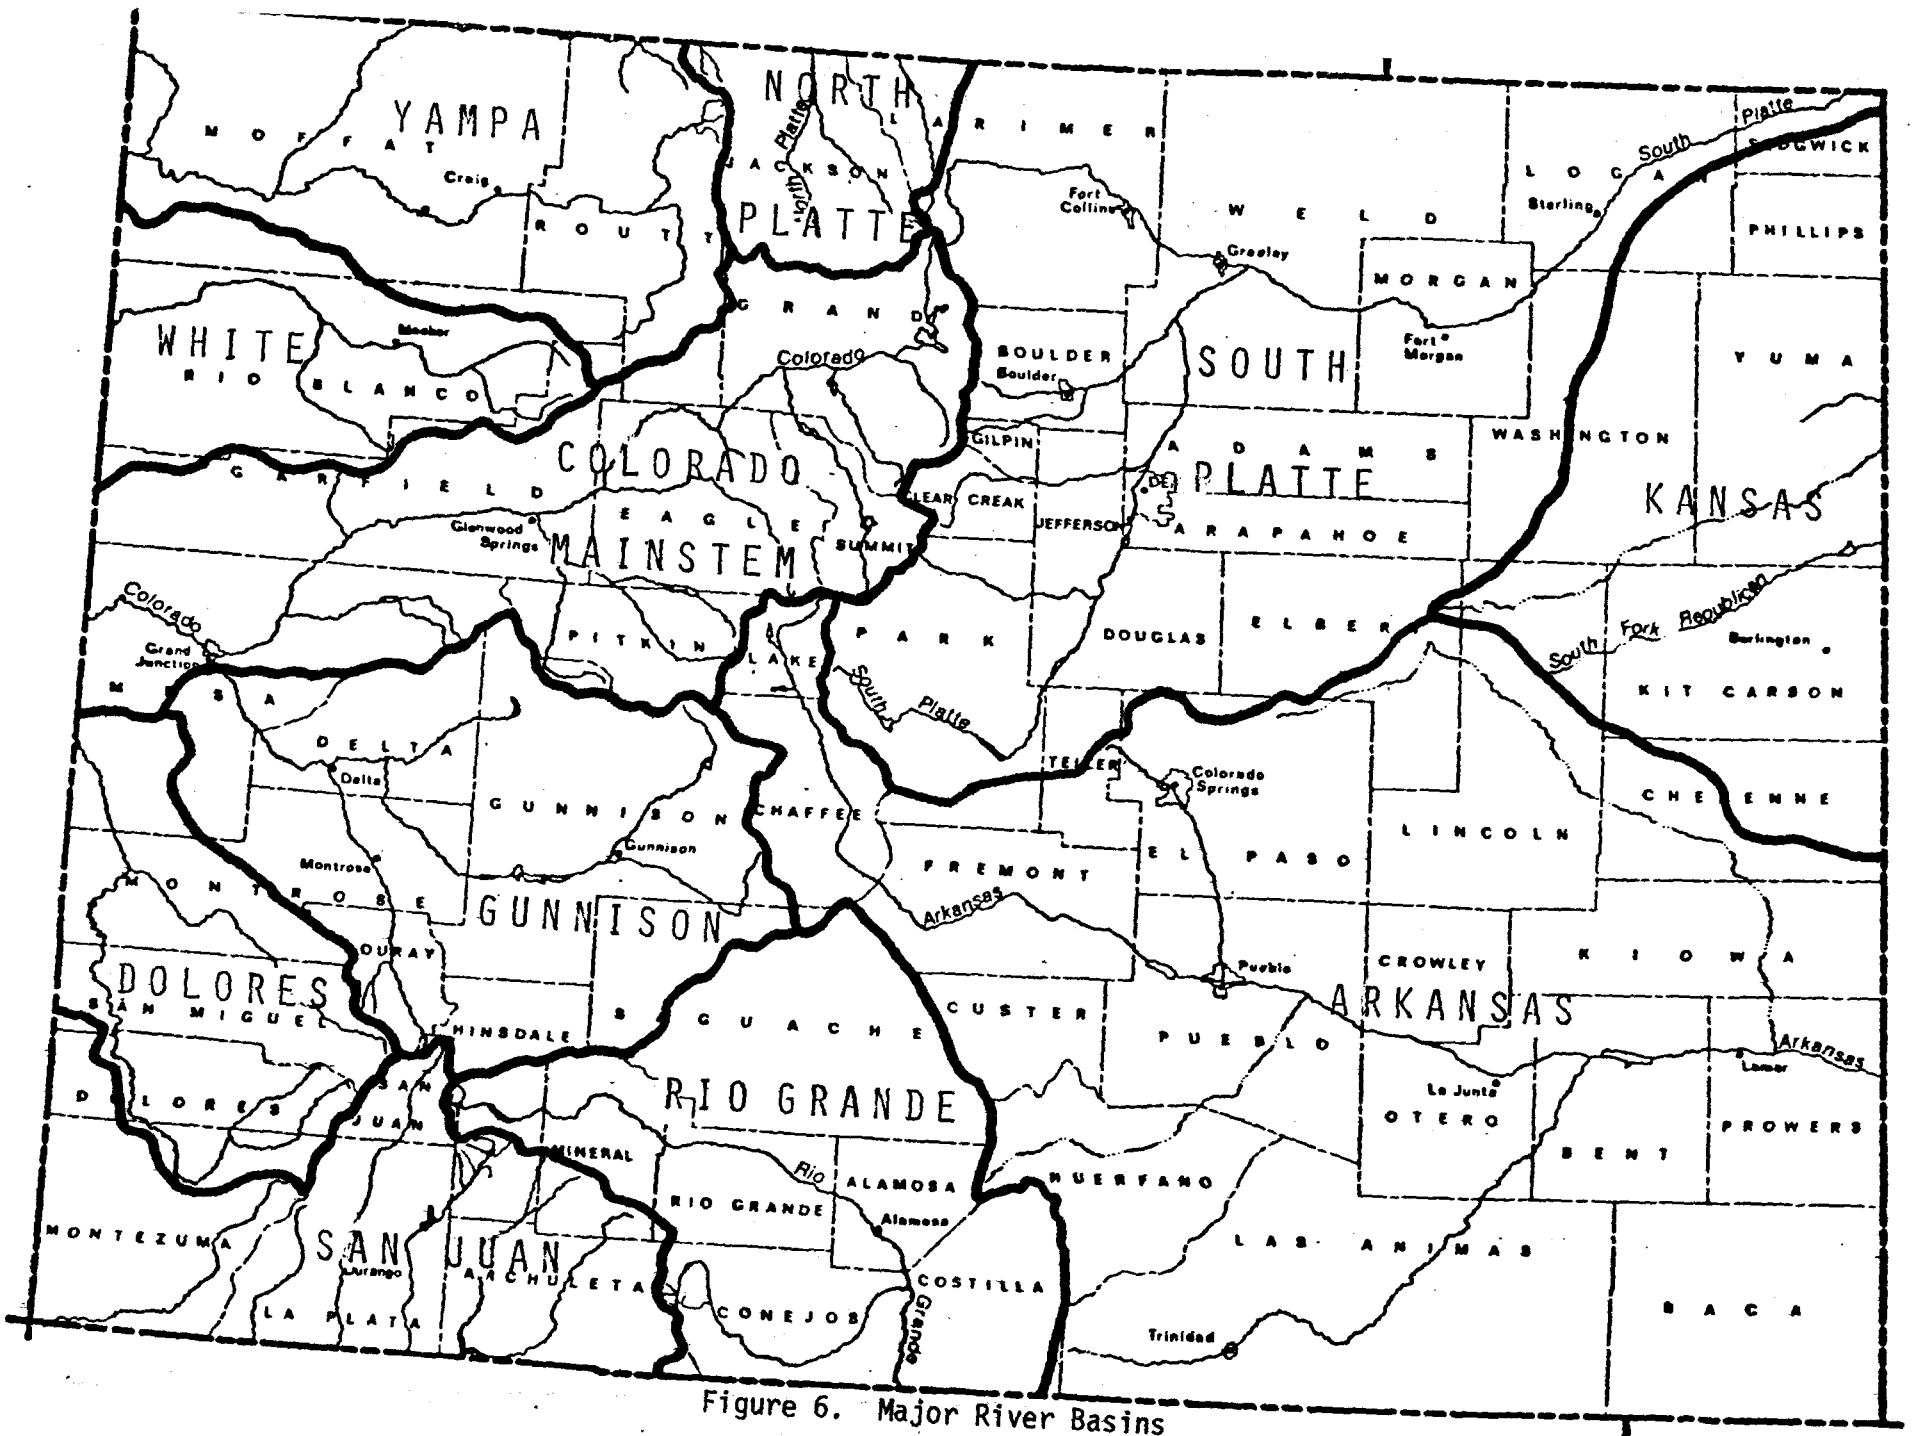 NORTH
YAMPA
North Platte
LARIMER
MOFFAT
South Platte
SEDGWICK
LOGAN
JACKSON
Craig
Fort
Collins
Sterling
WELD
PLATTE
ROUTT
PHILLIPS
Greeley
MORGAN
GRAND
WHITE
Meeker
Fort
Morgan
BOULDER
Boulder
Colorado
SOUTH
YUMA
RIO BLANCO
GILPIN
WASHINGTON
ADAMS
COLORADO
GARFIELD
PLATTE
KANSAS
CLEAR CREAK
EAGLE
JEFFERSON
ARAPAHOE
Glenwood
Springs
SUMMIT
MAINSTEM
Colorado
South Fork Republican
Grand
Junction
PITKIN
LAKE
PARK
DOUGLAS
ELBERT
Burlington
MESA
South Platte
KIT CARSON
DELTA
Delta
TELLER
Colorado
Springs
GUNNISON
CHAFFEE
CHEYENNE
LINCOLN
Montrose
Gunnison
FREMONT
EL PASO
MONTROSE
Arkansas
GUNNISON
OURAY
CROWLEY
KIOWA
Pueblo
DOLORES
ARKANSAS
SAN MIGUEL
HINSDALE
SAGUACHE
CUSTER
PUEBLO
Arkansas
Lamar
SAN
JUAN
RIO GRANDE
La Junta
DOLORES
OTERO
PROWERS
MINERAL
BENT
Rio
ALAMOSA
HUERFANO
RIO GRANDE
Alamosa
MONTEZUMA
SAN JUAN
Durango
ARCHULETA
LAS ANIMAS
COSTILLA
LA PLATA
CONEJOS
Grande
BACA
Trinidad
Figure 6. Major River Basins